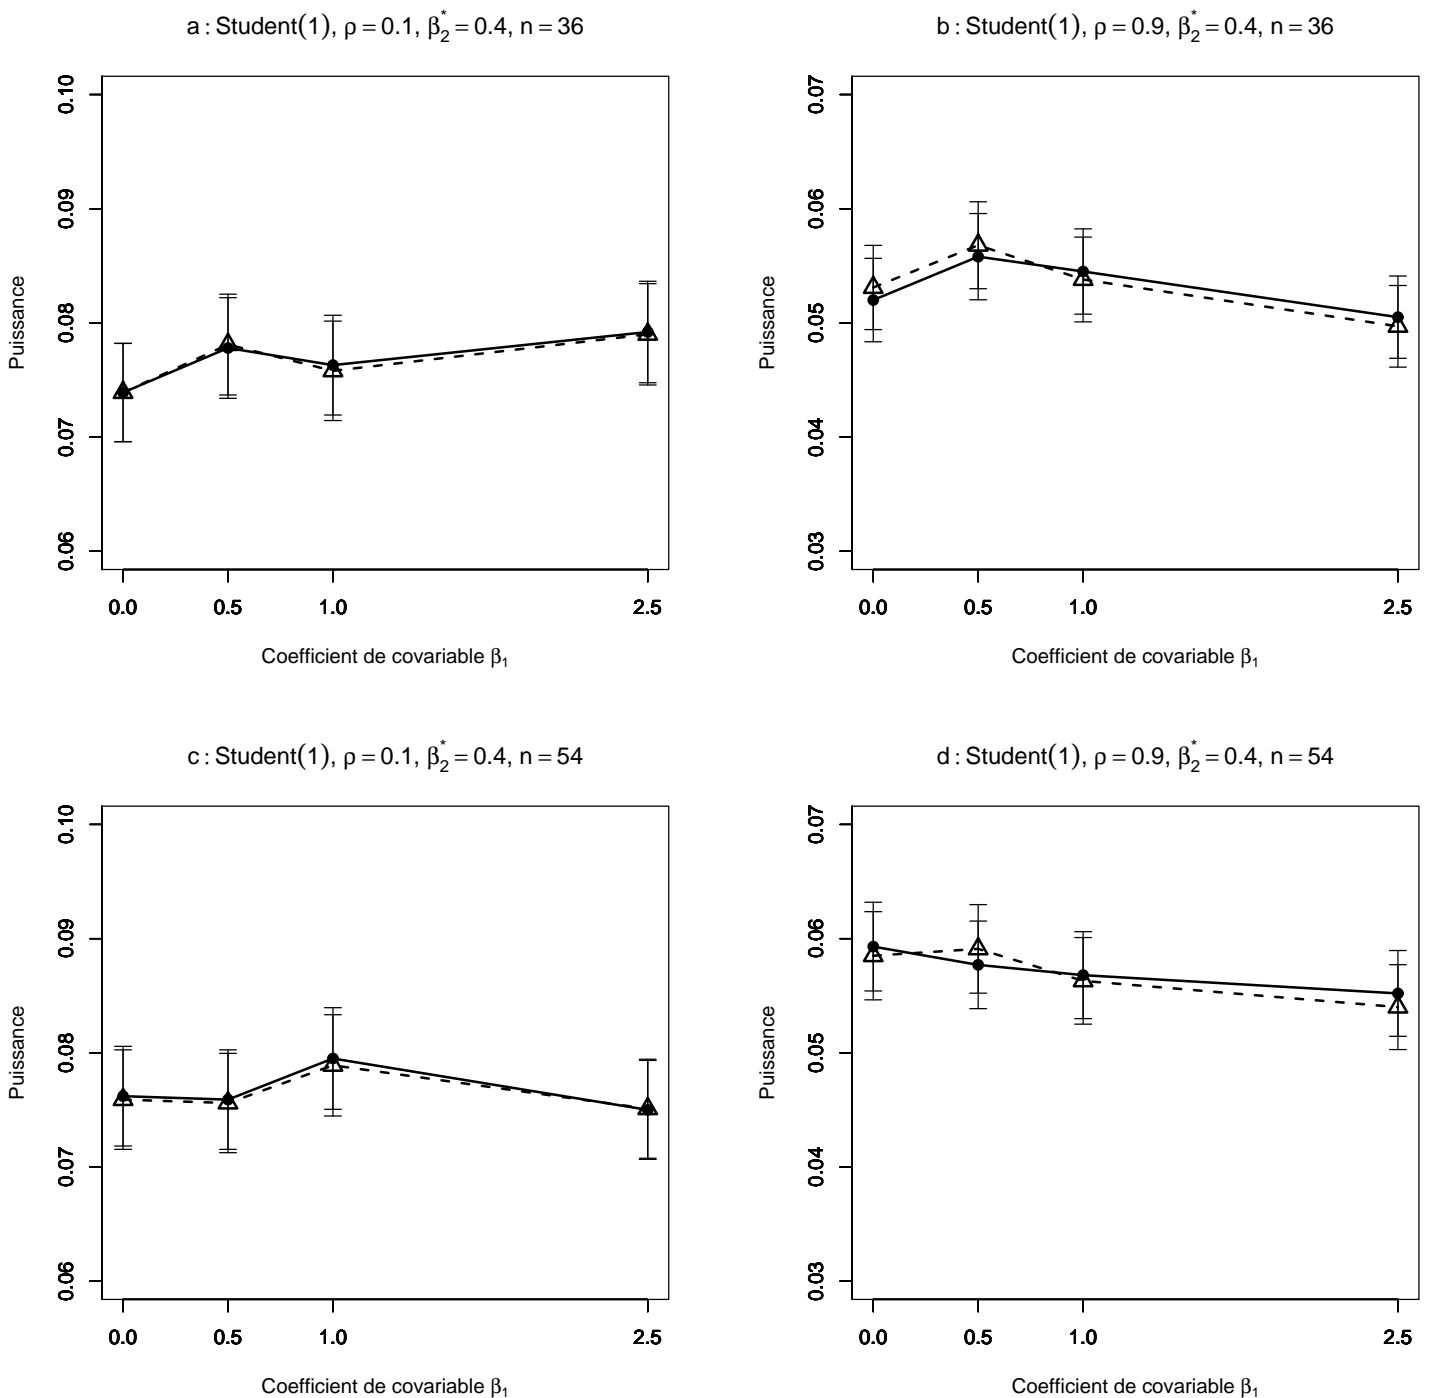 a : Student(1), ρ = 0.1, β₂* = 0.4, n = 36
Puissance
0.10
0.09
0.08
0.07
0.06
0.0 0.5 1.0 2.5
Coefficient de covariable β₁
b : Student(1), ρ = 0.9, β₂* = 0.4, n = 36
Puissance
0.07
0.06
0.05
0.04
0.03
0.0 0.5 1.0 2.5
Coefficient de covariable β₁
c : Student(1), ρ = 0.1, β₂* = 0.4, n = 54
Puissance
0.10
0.09
0.08
0.07
0.06
0.0 0.5 1.0 2.5
Coefficient de covariable β₁
d : Student(1), ρ = 0.9, β₂* = 0.4, n = 54
Puissance
0.07
0.06
0.05
0.04
0.03
0.0 0.5 1.0 2.5
Coefficient de covariable β₁